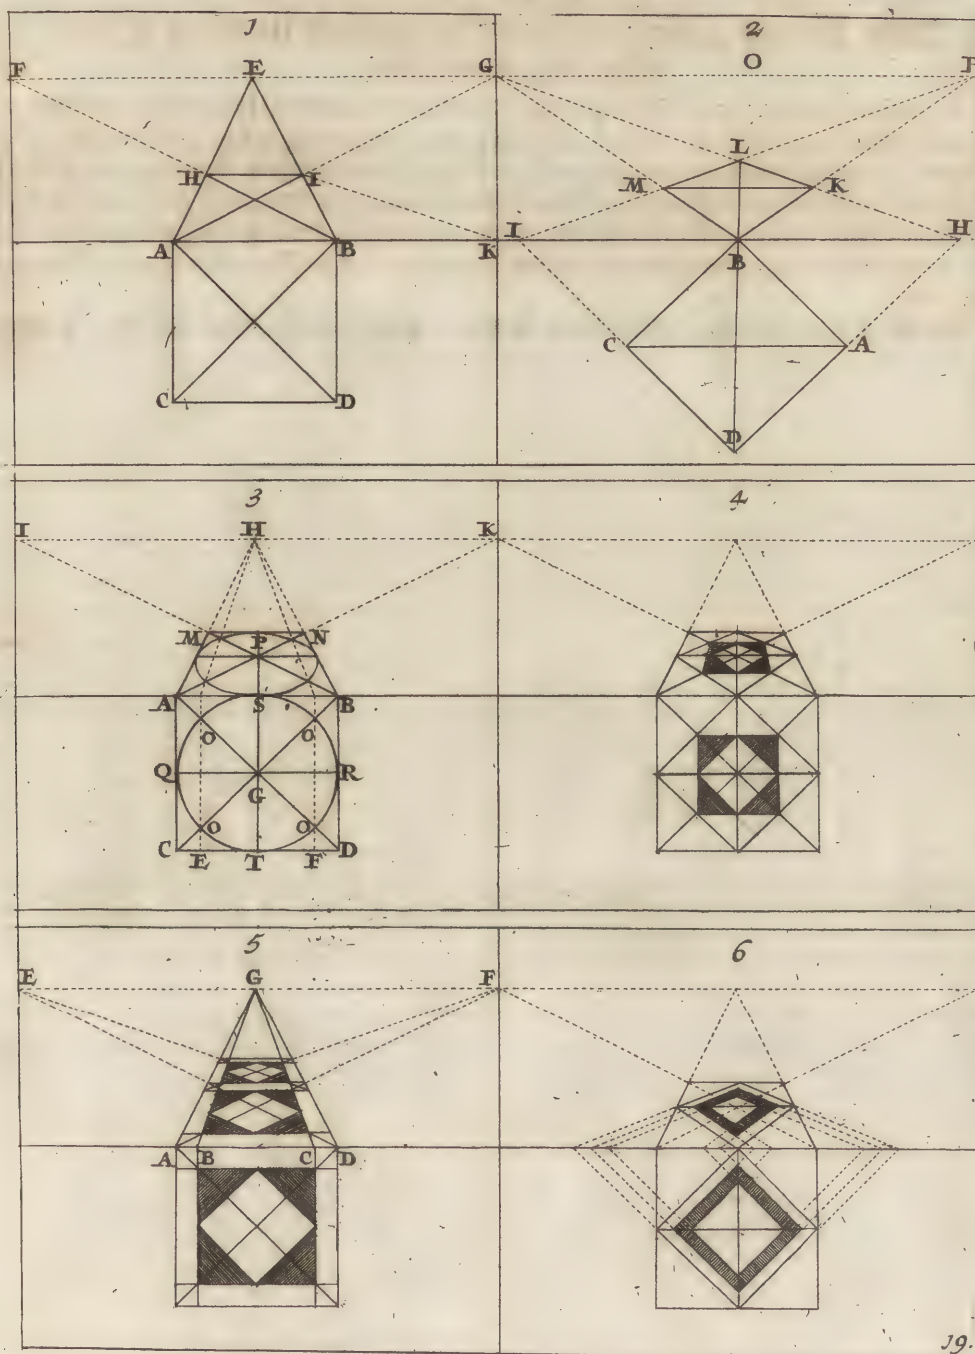 1
F E G
H I
A B K
C D
2
O
F
L
M K
I H
B
C A
D
3
I H K
M P N
A S B
O O
Q R
G
O O
C E T F D
4
5
E G F
A B C D
6
19.